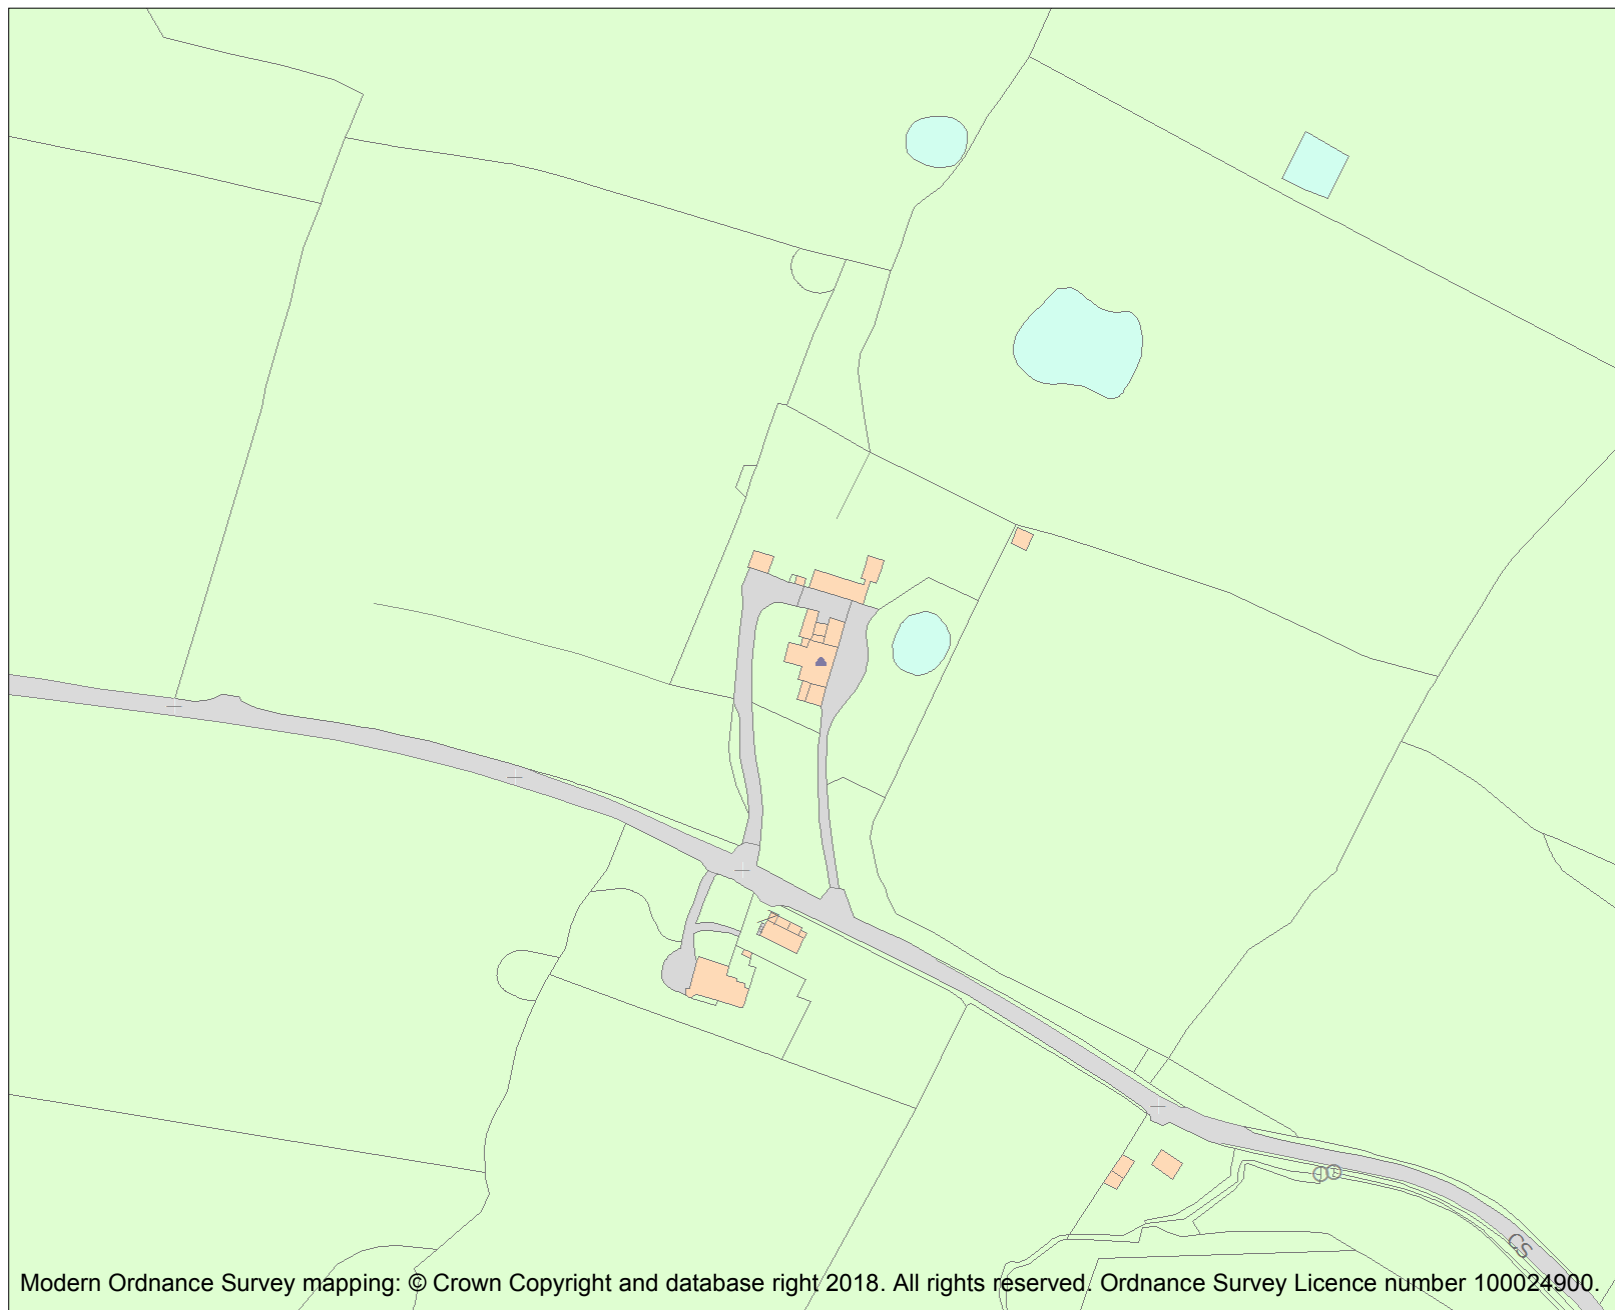 CS
Modern Ordnance Survey mapping: © Crown Copyright and database right 2018. All rights reserved. Ordnance Survey Licence number 100024900.